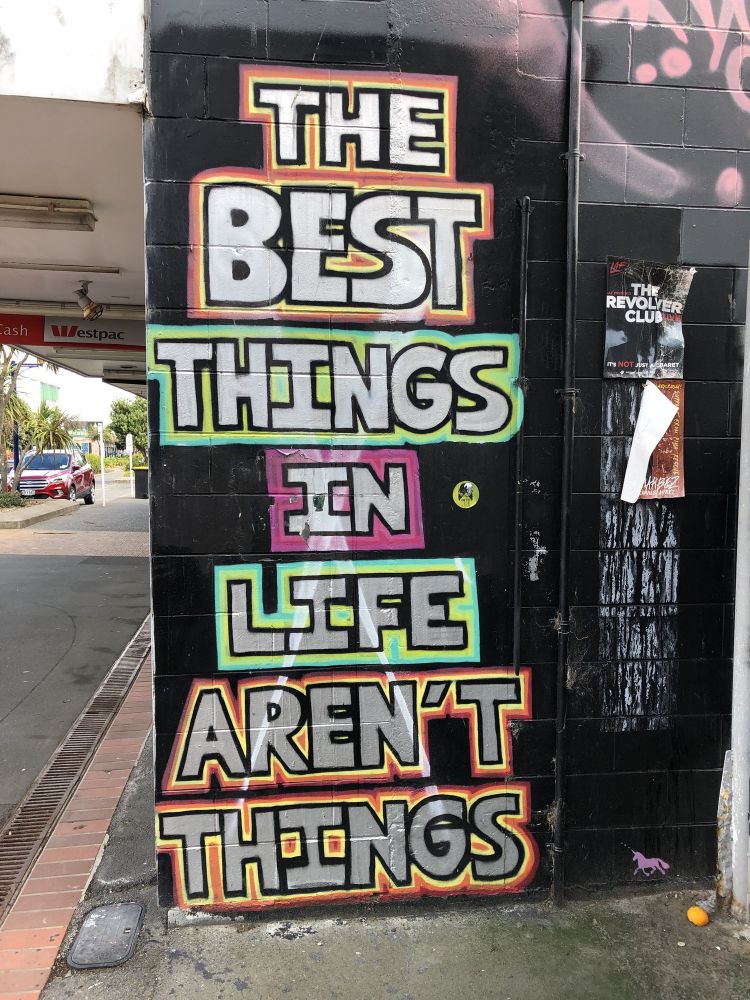 THE
BEST
THINGS
IN
LIFE
AREN'T
THINGS
Cash
Westpac
THE
REVOLVER
CLUB
IT'S NOT JUST A CABARET